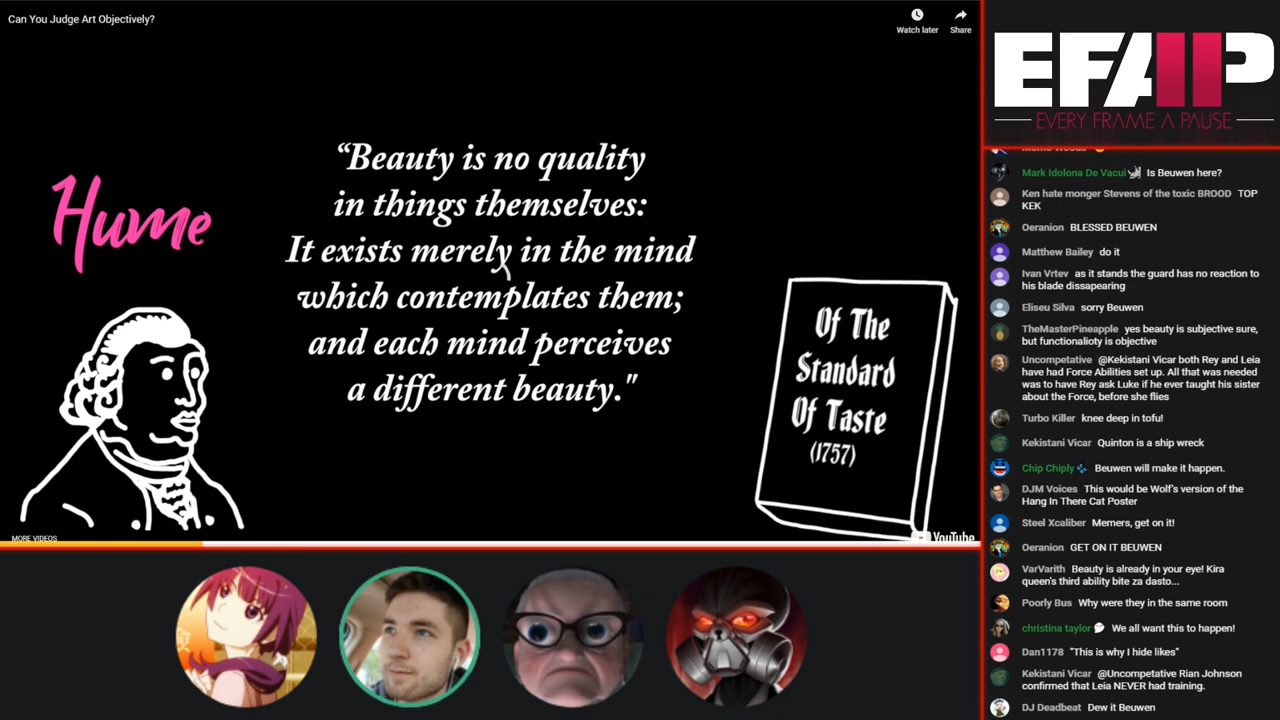 Can You Judge Art Objectively?
Watch later
Share
Hume
“Beauty is no quality
in things themselves:
It exists merely in the mind
which contemplates them;
and each mind perceives
a different beauty."
Of The
Standard
Of Taste
(1757)
MORE VIDEOS
YouTube
EFAP
EVERY FRAME A PAUSE
Mark Idolona De Vacui Is Beuwen here?
Ken hate monger Stevens of the toxic BROOD TOP
KEK
Oeranion BLESSED BEUWEN
Matthew Bailey do it
Ivan Vrtev as it stands the guard has no reaction to
his blade dissapearing
Eliseu Silva sorry Beuwen
TheMasterPineapple yes beauty is subjective sure,
but functionalioty is objective
Uncompetative @Kekistani Vicar both Rey and Leia
have had Force Abilities set up. All that was needed
was to have Rey ask Luke if he ever taught his sister
about the Force, before she flies
Turbo Killer knee deep in tofu!
Kekistani Vicar Quinton is a ship wreck
Chip Chiply Beuwen will make it happen.
DJM Voices This would be Wolf's version of the
Hang In There Cat Poster
Steel Xcaliber Memers, get on it!
Oeranion GET ON IT BEUWEN
VarVarith Beauty is already in your eye! Kira
queen's third ability bite za dasto...
Poorly Bus Why were they in the same room
christina taylor We all want this to happen!
Dan1178 "This is why I hide likes"
Kekistani Vicar @Uncompetative Rian Johnson
confirmed that Leia NEVER had training.
DJ Deadbeat Dew it Beuwen